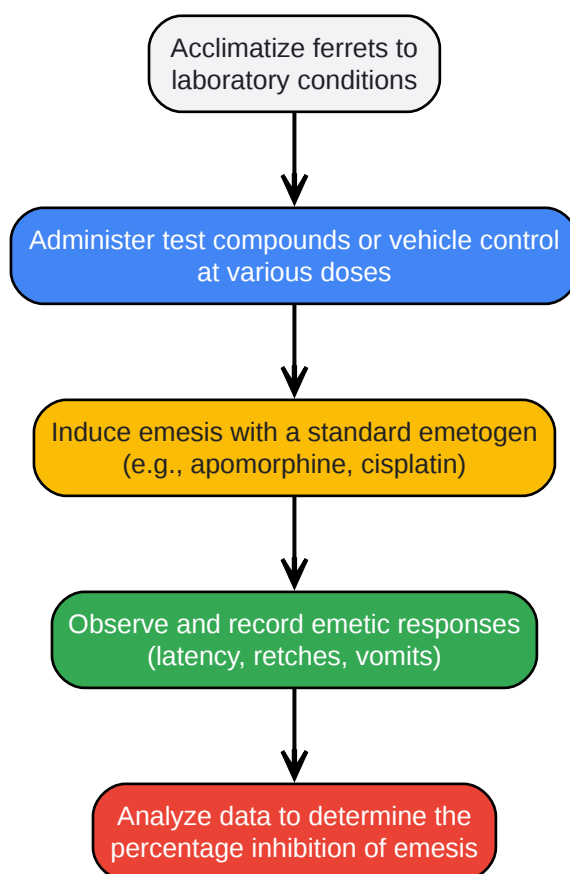 Acclimatize ferrets to
laboratory conditions
Administer test compounds or vehicle control
at various doses
Induce emesis with a standard emetogen
(e.g., apomorphine, cisplatin)
Observe and record emetic responses
(latency, retches, vomits)
Analyze data to determine the
percentage inhibition of emesis